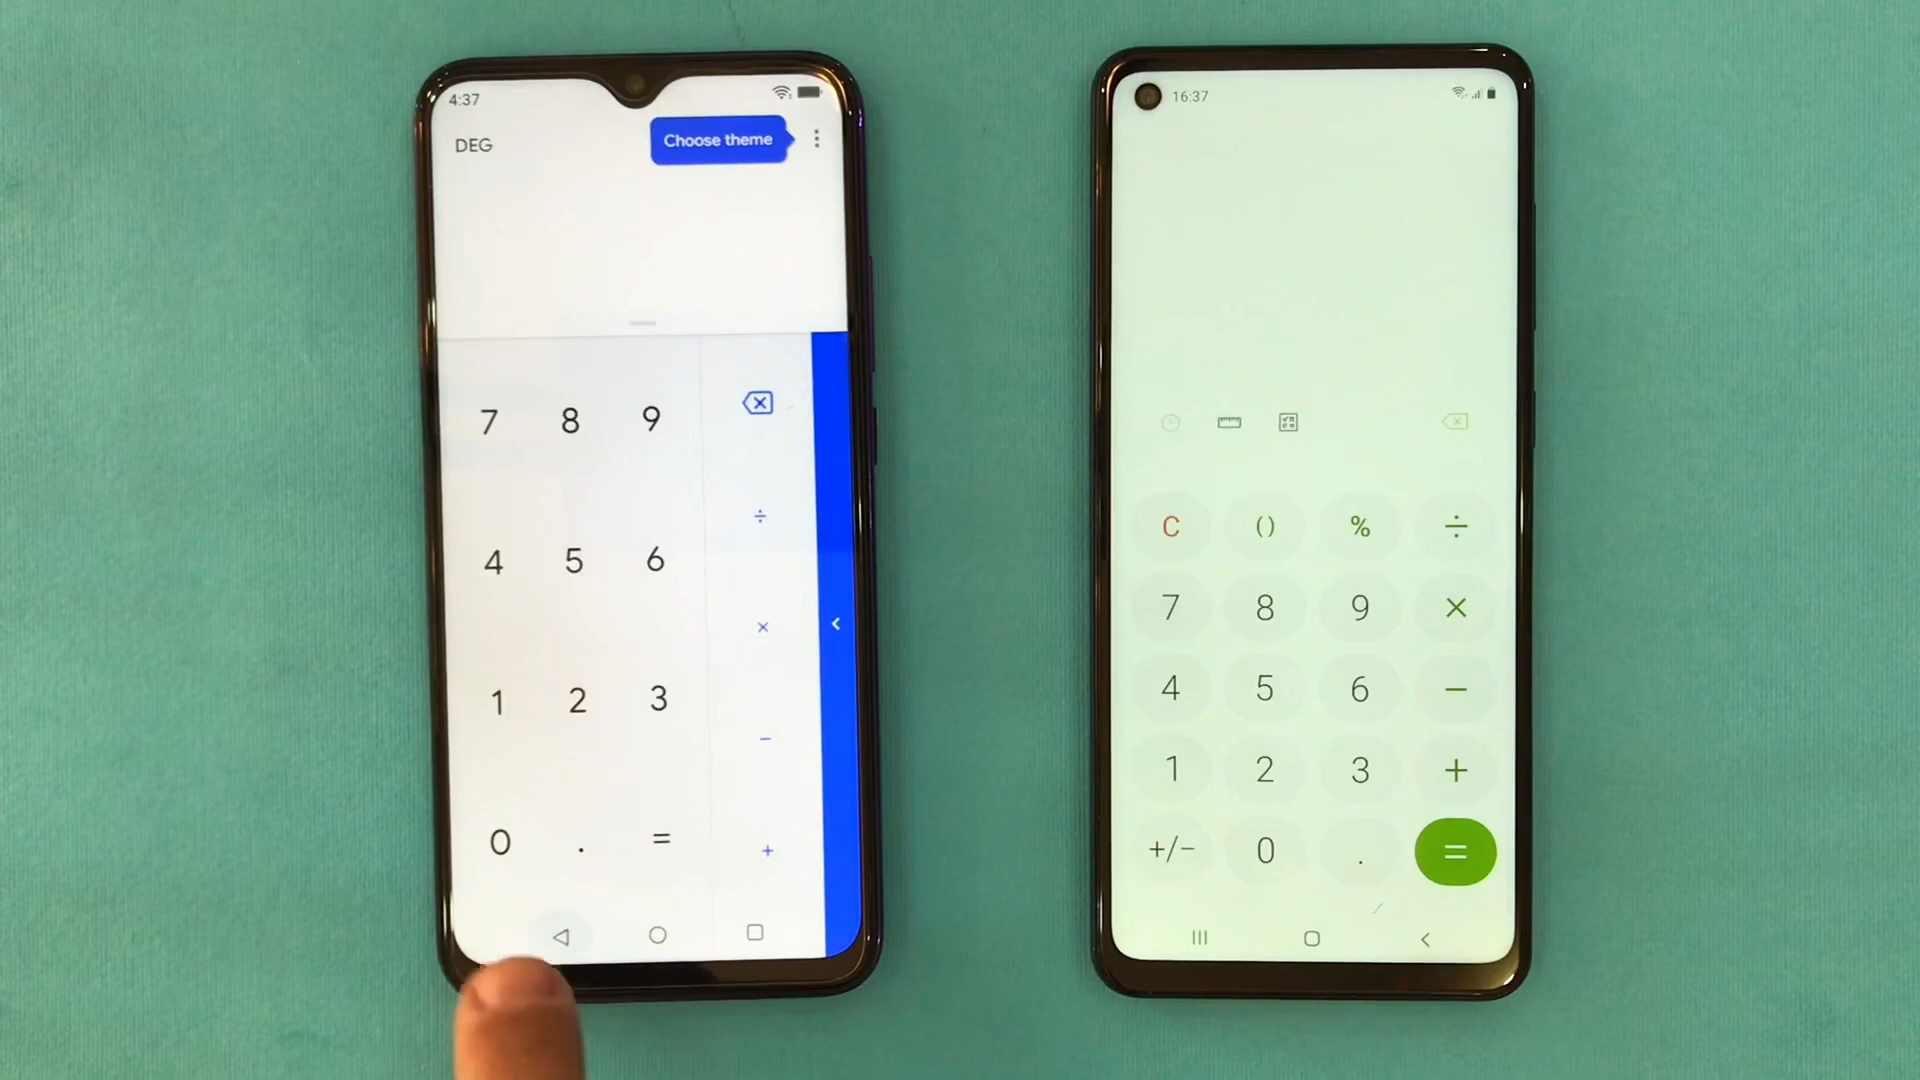 4:37
DEG
Choose theme
7 8 9
÷
4 5 6
×
1 2 3
−
0 . =
+
16:37
C () % ÷
7 8 9 ×
4 5 6 −
1 2 3 +
+/− 0 . =